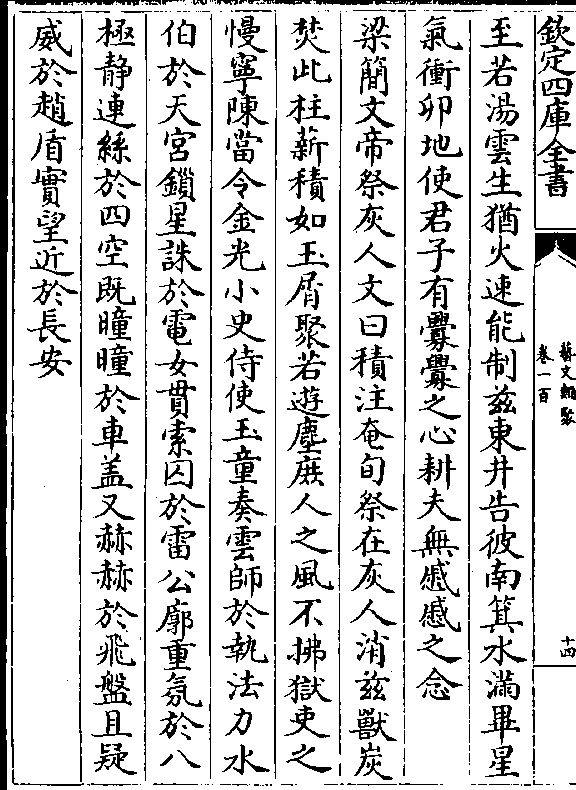 欽定四庫全書
藝文類聚
卷一百
十四
至若湯雲生猶火速能制兹東井告彼南箕水滿畢星
氣衝卯地使君子有爨爨之心耕夫無慼慼之念
梁簡文帝祭灰人文曰積注奄旬祭在灰人消兹獸炭
焚此柱薪積如玉屑聚若遊塵庶人之風不拂獄吏之
慢寧陳當令金光小史侍使玉童奏雲師於執法力水
伯於天宮鎖星誅於電女貫索囚於雷公廓重氛於八
極静連絲於四空既曈曈於車盖又赫赫於飛盤且疑
威於趙盾實望近於長安